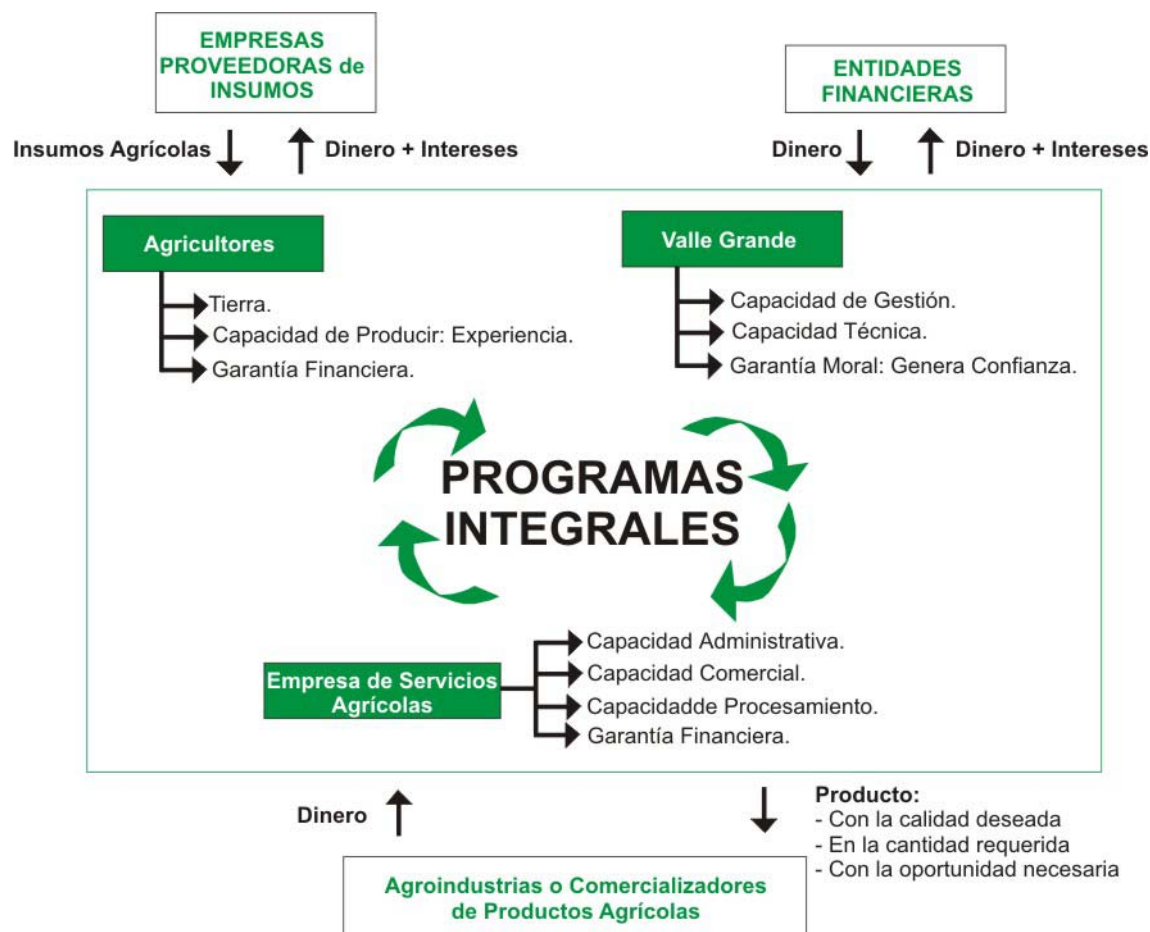 EMPRESAS
PROVEEDORAS de
INSUMOS
ENTIDADES
FINANCIERAS
Insumos Agrícolas
Dinero + Intereses
Dinero
Dinero + Intereses
Agricultores
Tierra.
Capacidad de Producir: Experiencia.
Garantía Financiera.
Valle Grande
Capacidad de Gestión.
Capacidad Técnica.
Garantía Moral: Genera Confianza.
PROGRAMAS
INTEGRALES
Empresa de Servicios
Agrícolas
Capacidad Administrativa.
Capacidad Comercial.
Capacidadde Procesamiento.
Garantía Financiera.
Dinero
Producto:
- Con la calidad deseada
- En la cantidad requerida
- Con la oportunidad necesaria
Agroindustrias o Comercializadores
de Productos Agrícolas